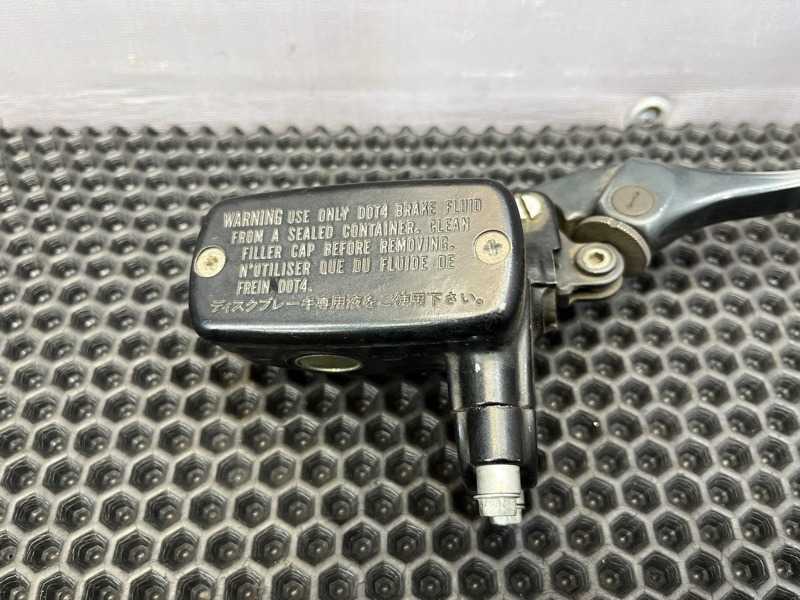 WARNING USE ONLY DOT4 BRAKE FLUID
FROM A SEALED CONTAINER. CLEAN
FILLER CAP BEFORE REMOVING.
N'UTILISER QUE DU FLUIDE DE
FREIN DOT4.
ディスクブレーキ専用液をご使用下さい。